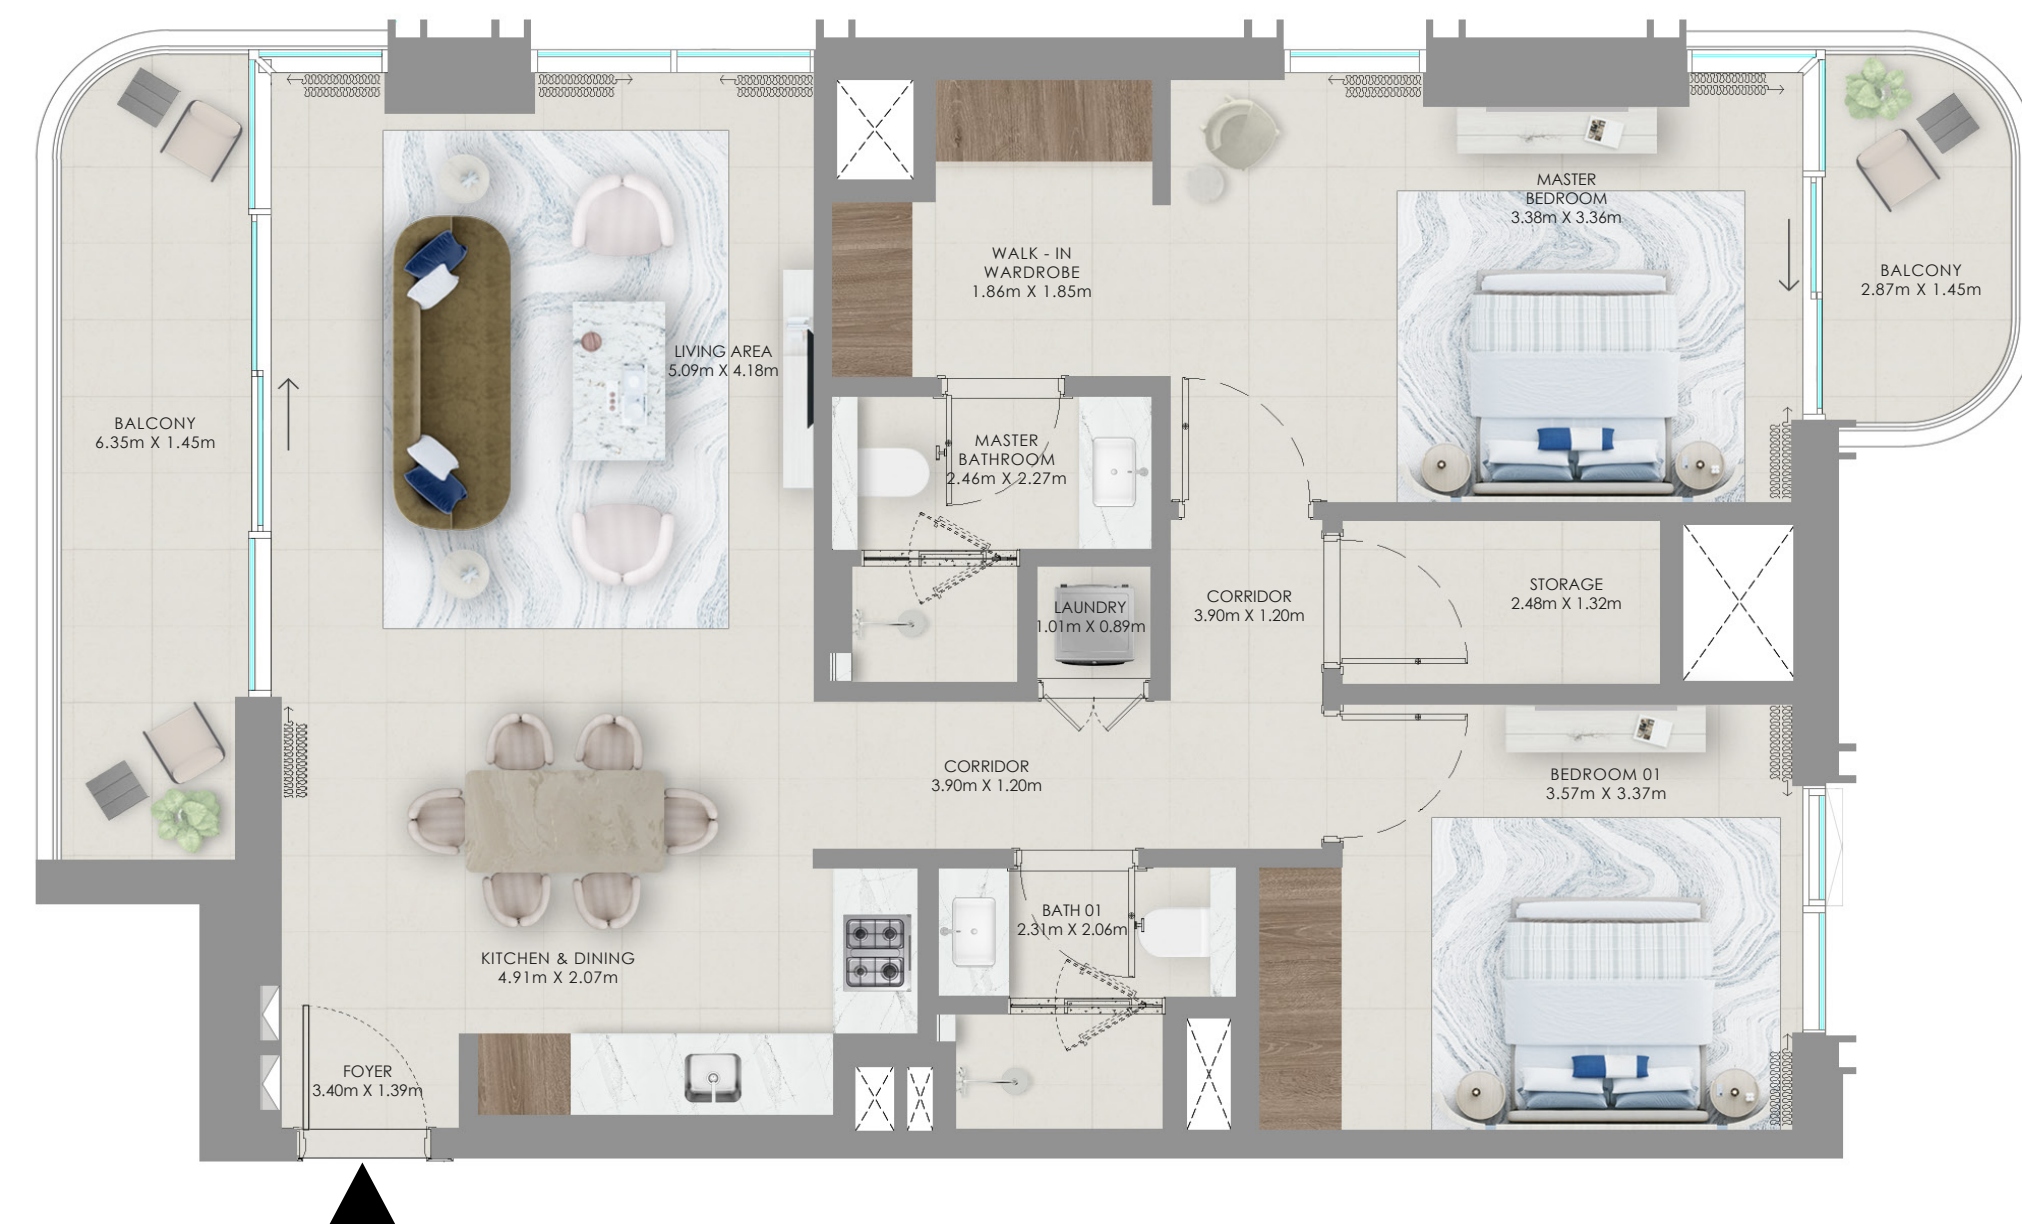 MASTER
BEDROOM
3.38m X 3.36m
WALK - IN
WARDROBE
1.86m X 1.85m
BALCONY
2.87m X 1.45m
LIVING AREA
5.09m X 4.18m
BALCONY
6.35m X 1.45m
MASTER
BATHROOM
2.46m X 2.27m
STORAGE
2.48m X 1.32m
CORRIDOR
3.90m X 1.20m
LAUNDRY
1.01m X 0.89m
CORRIDOR
3.90m X 1.20m
BEDROOM 01
3.57m X 3.37m
BATH 01
2.31m X 2.06m
KITCHEN & DINING
4.91m X 2.07m
FOYER
3.40m X 1.39m